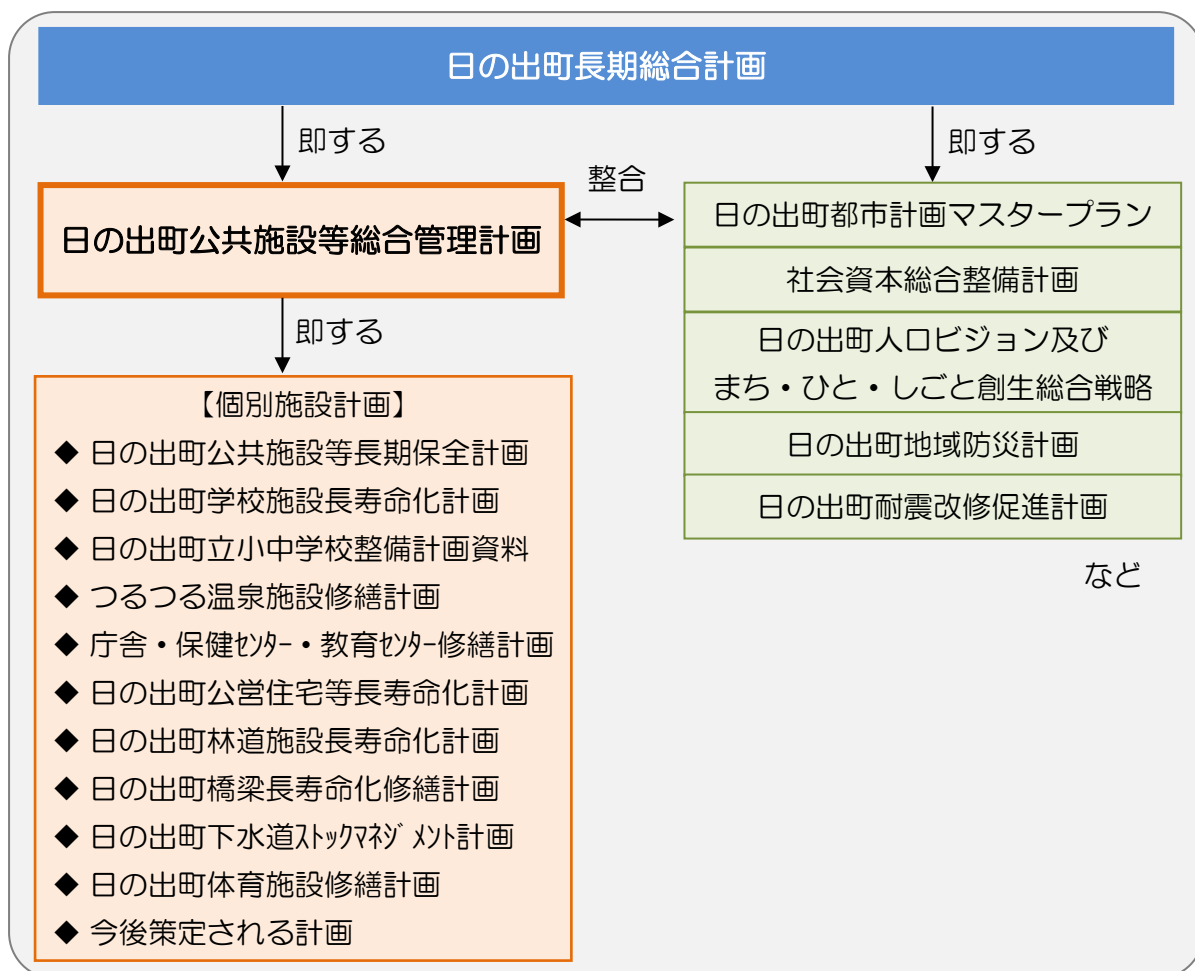 日の出町長期総合計画
即する
即する
整合
日の出町公共施設等総合管理計画
日の出町都市計画マスタープラン
社会資本総合整備計画
日の出町人口ビジョン及び
まち・ひと・しごと創生総合戦略
日の出町地域防災計画
日の出町耐震改修促進計画
など
即する
【個別施設計画】
◆ 日の出町公共施設等長期保全計画
◆ 日の出町学校施設長寿命化計画
◆ 日の出町立小中学校整備計画資料
◆ つるつる温泉施設修繕計画
◆ 庁舎・保健ｾﾝﾀｰ・教育ｾﾝﾀｰ修繕計画
◆ 日の出町公営住宅等長寿命化計画
◆ 日の出町林道施設長寿命化計画
◆ 日の出町橋梁長寿命化修繕計画
◆ 日の出町下水道ｽﾄｯｸﾏﾈｼﾞﾒﾝﾄ計画
◆ 日の出町体育施設修繕計画
◆ 今後策定される計画